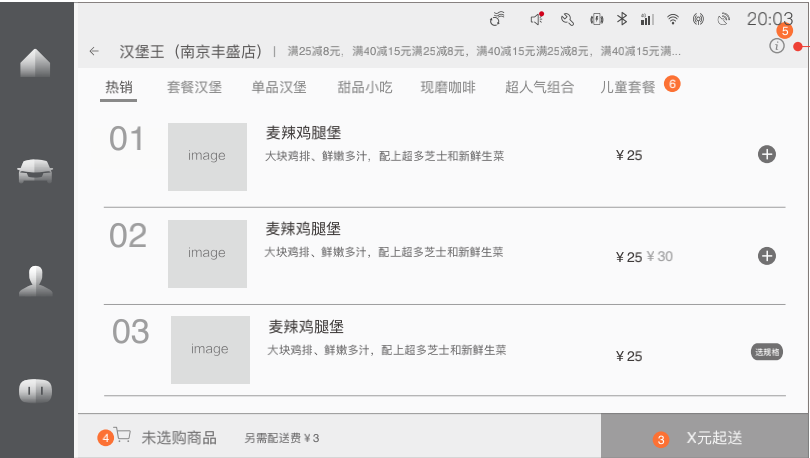 20:03
5
汉堡王（南京丰盛店） | 满25减8元，满40减15元满25减8元，满40减15元满25减8元，满40减15元满...
热销 套餐汉堡 单品汉堡 甜品小吃 现磨咖啡 超人气组合 儿童套餐 6
01
image
麦辣鸡腿堡
大块鸡排、鲜嫩多汁，配上超多芝士和新鲜生菜
¥25
02
image
麦辣鸡腿堡
大块鸡排、鲜嫩多汁，配上超多芝士和新鲜生菜
¥25 ¥30
03
image
麦辣鸡腿堡
大块鸡排、鲜嫩多汁，配上超多芝士和新鲜生菜
¥25
选规格
4 未选购商品 另需配送费¥3
3 X元起送